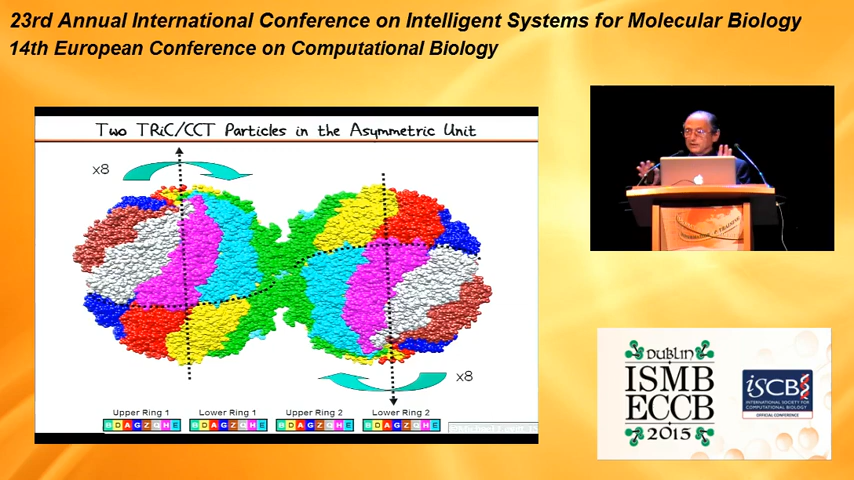 23rd Annual International Conference on Intelligent Systems for Molecular Biology
14th European Conference on Computational Biology
Two TRiC/CCT Particles in the Asymmetric Unit
x8
x8
Upper Ring 1 Lower Ring 1 Upper Ring 2 Lower Ring 2
B D A G Z Q H E B D A G Z Q H E B D A G Z Q H E B D A G Z Q H E
DUBLIN
ISMB
ECCB
2015
iSCB
INTERNATIONAL SOCIETY FOR
COMPUTATIONAL BIOLOGY
OFFICIAL CONFERENCE